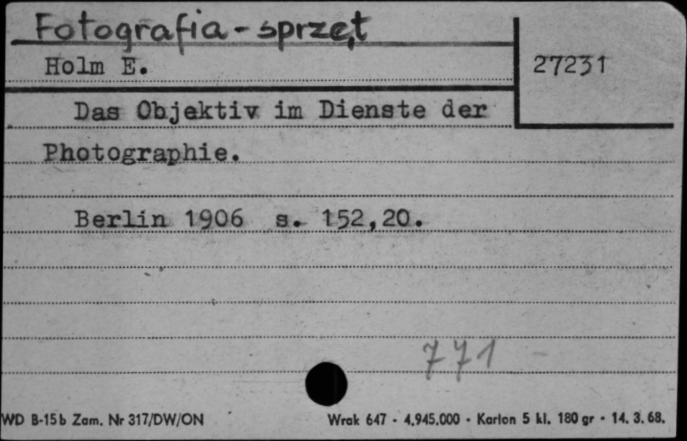 Fotografia - sprzęt
Holm E.
27231
Das Objektiv im Dienste der
Photographie.
Berlin 1906 s. 152,20.
771
WD B-15b Zam. Nr 317/DW/ON
Wrak 647 - 4.945.000 - Karton 5 kl. 180 gr - 14. 3. 68.